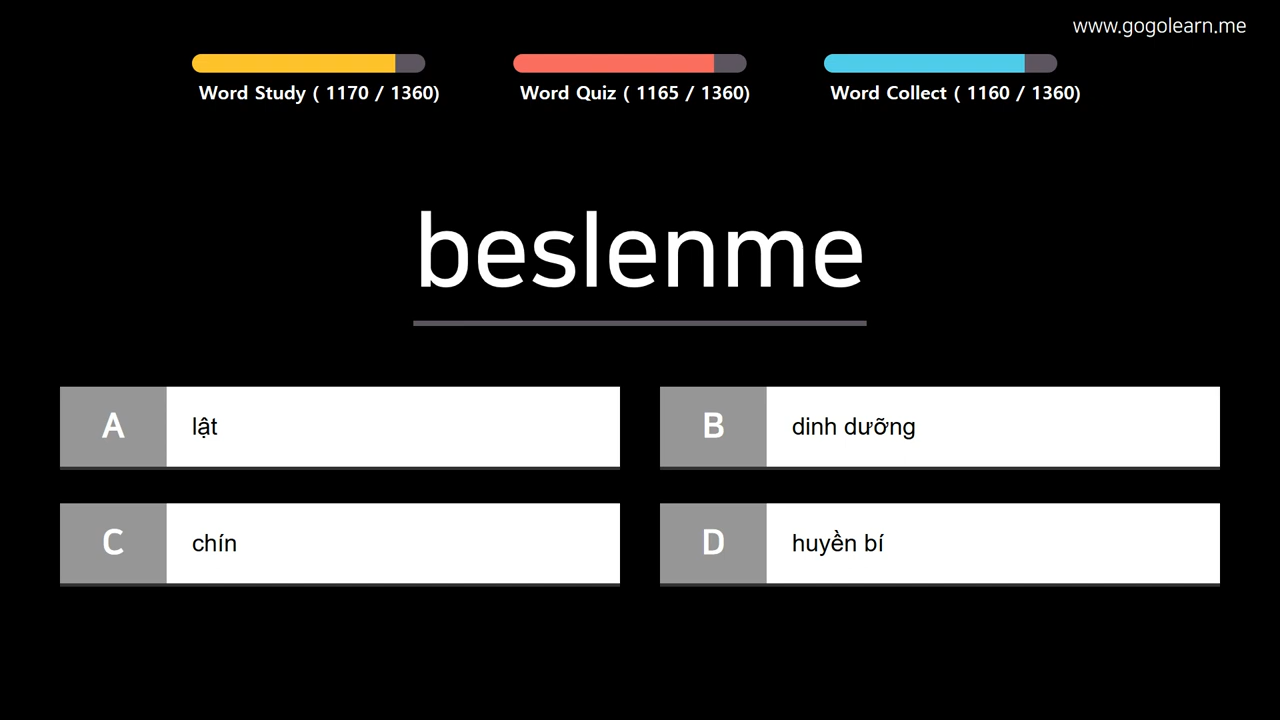 www.gogolearn.me
Word Study ( 1170 / 1360)
Word Quiz ( 1165 / 1360)
Word Collect ( 1160 / 1360)
beslenme
A lật
B dinh dưỡng
C chín
D huyền bí